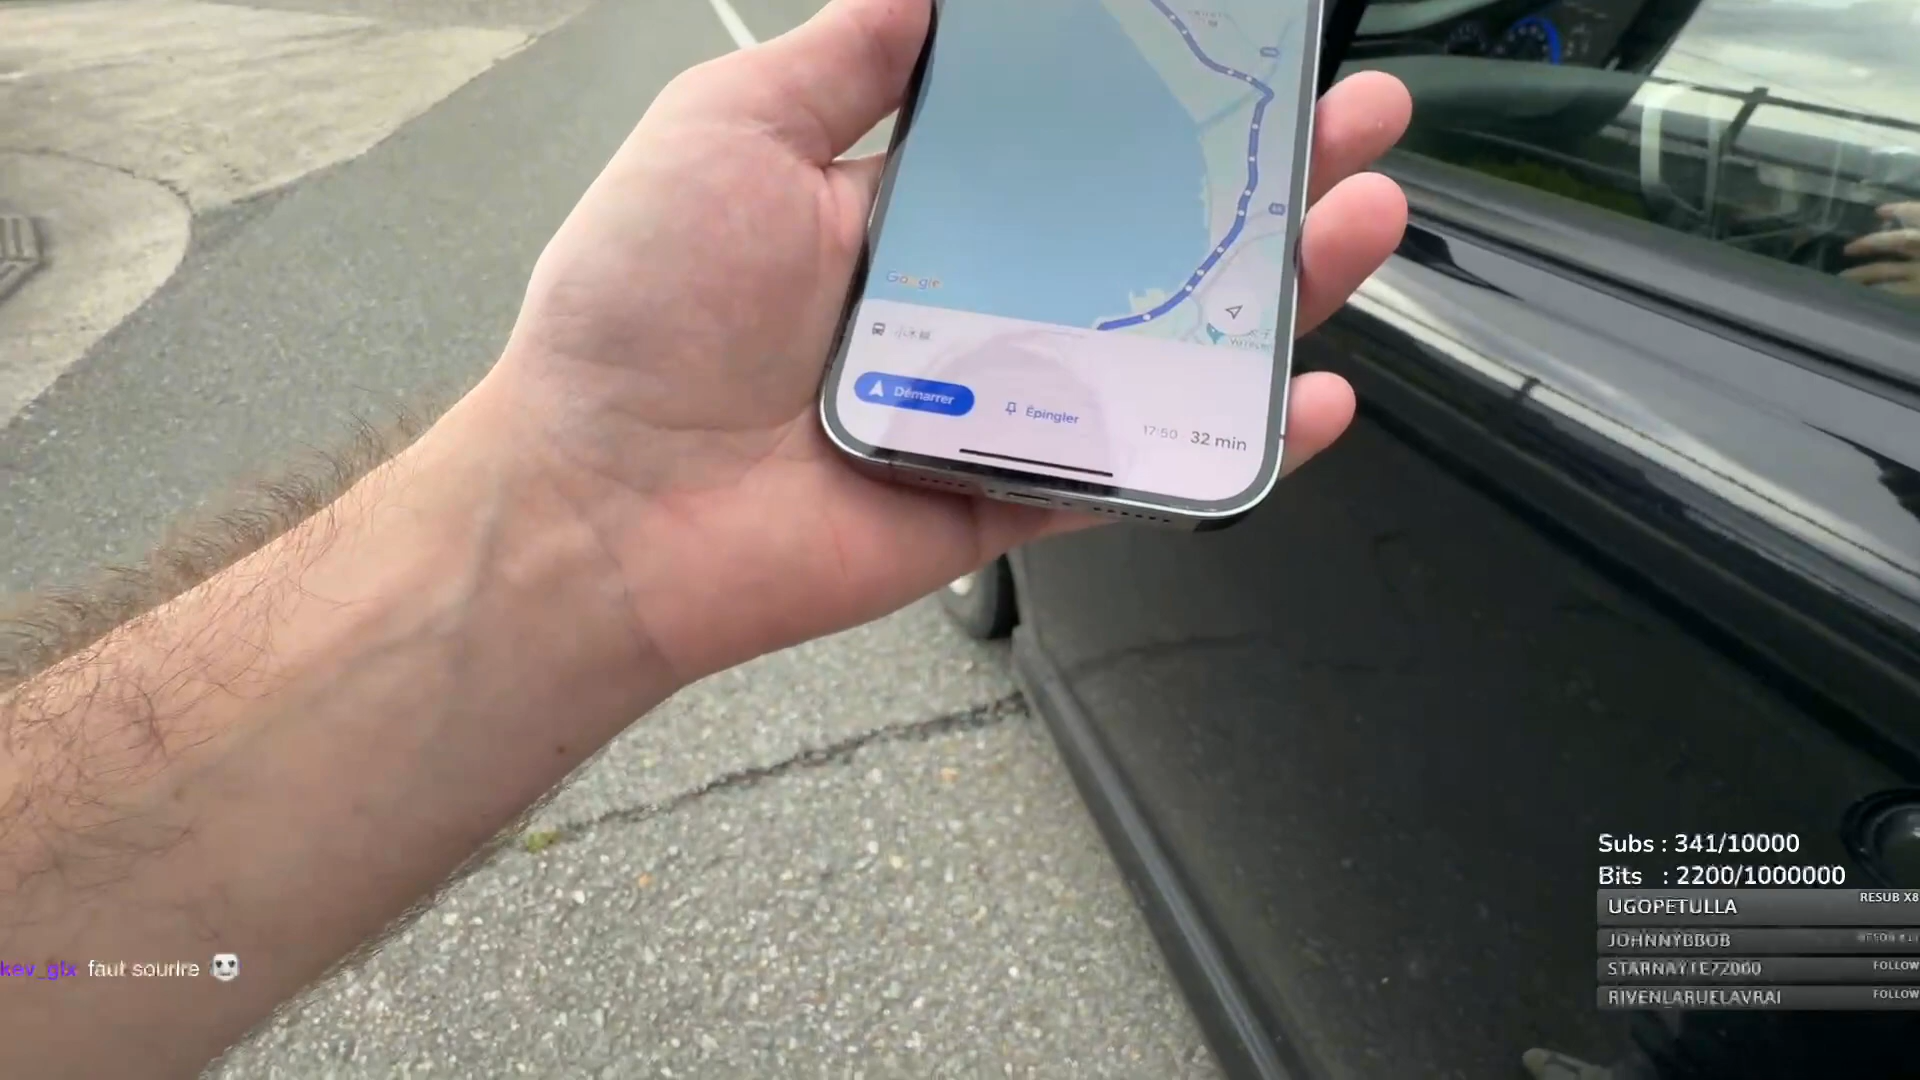 Google
Démarrer
Épingler
17:50 32 min
Subs : 341/10000
Bits : 2200/1000000
UGOPETULLA RESUB X8
JOHNNYBBOB
FOLLOW
RIVENLARUELAVRAI FOLLOW
kev_glx faut sourire